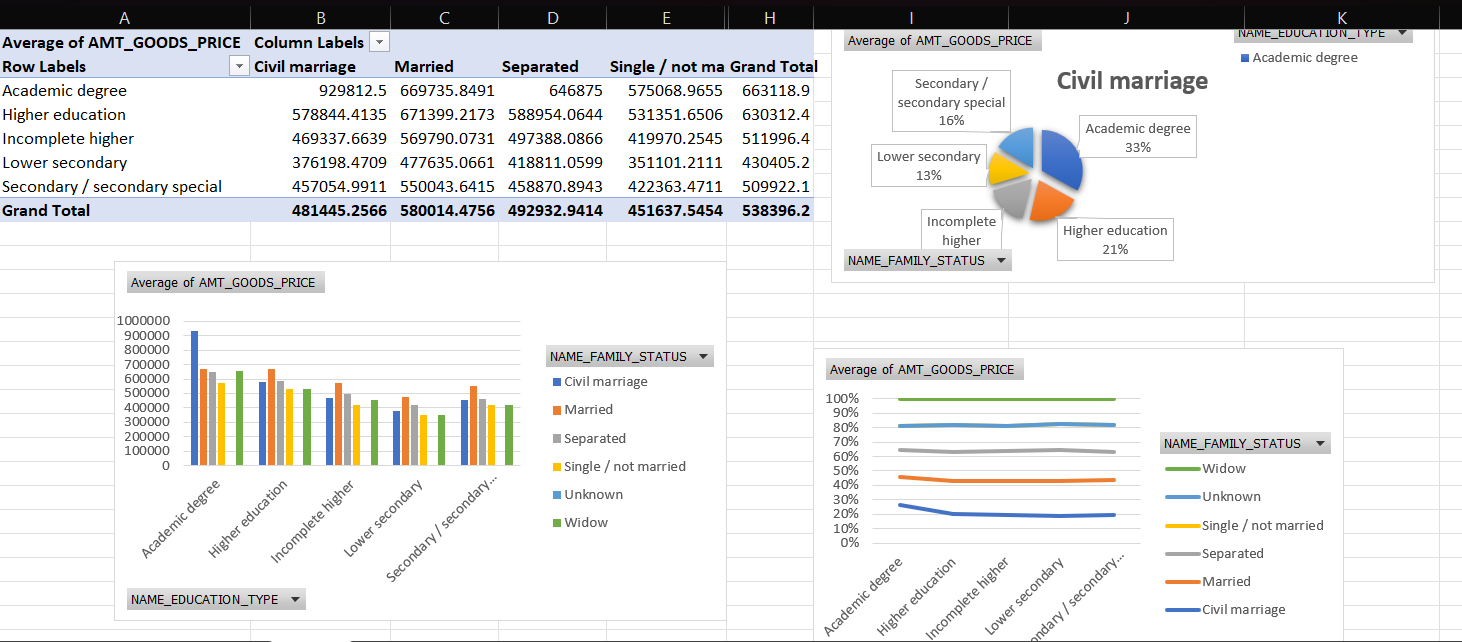 A B C D E H I J K
Average of AMT_GOODS_PRICE Column Labels
Row Labels Civil marriage Married Separated Single / not ma Grand Total
Academic degree 929812.5 669735.8491 646875 575068.9655 663118.9
Higher education 578844.4135 671399.2173 588954.0644 531351.6506 630312.4
Incomplete higher 469337.6639 569790.0731 497388.0866 419970.2545 511996.4
Lower secondary 376198.4709 477635.0661 418811.0599 351101.2111 430405.2
Secondary / secondary special 457054.9911 550043.6415 458870.8943 422363.4711 509922.1
Grand Total 481445.2566 580014.4756 492932.9414 451637.5454 538396.2
Average of AMT_GOODS_PRICE
NAME_EDUCATION_TYPE
Academic degree
Civil marriage
Secondary /
secondary special
16%
Academic degree
33%
Lower secondary
13%
Incomplete
higher
Higher education
21%
NAME_FAMILY_STATUS
Average of AMT_GOODS_PRICE
1000000
900000
800000
700000
600000
500000
400000
300000
200000
100000
0
Academic degree
Higher education
Incomplete higher
Lower secondary
Secondary / secondary...
NAME_FAMILY_STATUS
Civil marriage
Married
Separated
Single / not married
Unknown
Widow
NAME_EDUCATION_TYPE
Average of AMT_GOODS_PRICE
100%
90%
80%
70%
60%
50%
40%
30%
20%
10%
0%
Academic degree
Higher education
Incomplete higher
Lower secondary
ondary / secondary...
NAME_FAMILY_STATUS
Widow
Unknown
Single / not married
Separated
Married
Civil marriage